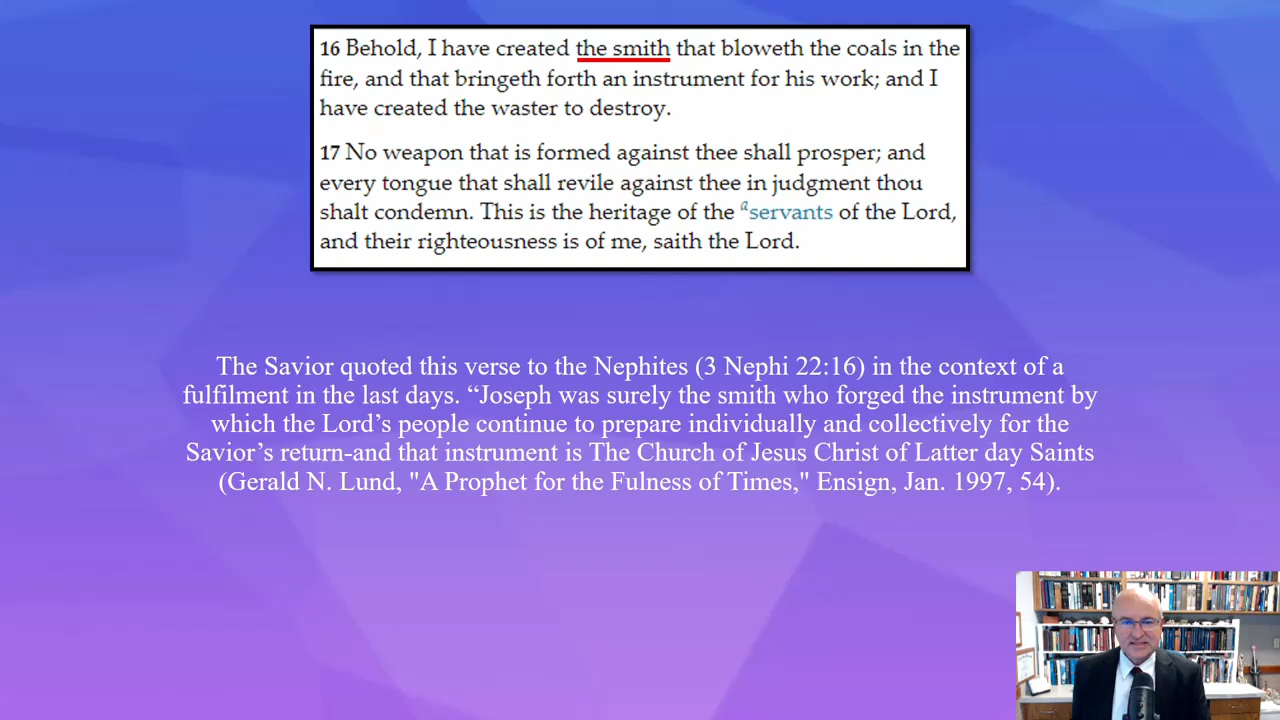 16 Behold, I have created the smith that bloweth the coals in the
fire, and that bringeth forth an instrument for his work; and I
have created the waster to destroy.
17 No weapon that is formed against thee shall prosper; and
every tongue that shall revile against thee in judgment thou
shalt condemn. This is the heritage of the aservants of the Lord,
and their righteousness is of me, saith the Lord.
The Savior quoted this verse to the Nephites (3 Nephi 22:16) in the context of a
fulfilment in the last days. “Joseph was surely the smith who forged the instrument by
which the Lord’s people continue to prepare individually and collectively for the
Savior’s return-and that instrument is The Church of Jesus Christ of Latter day Saints
(Gerald N. Lund, "A Prophet for the Fulness of Times," Ensign, Jan. 1997, 54).